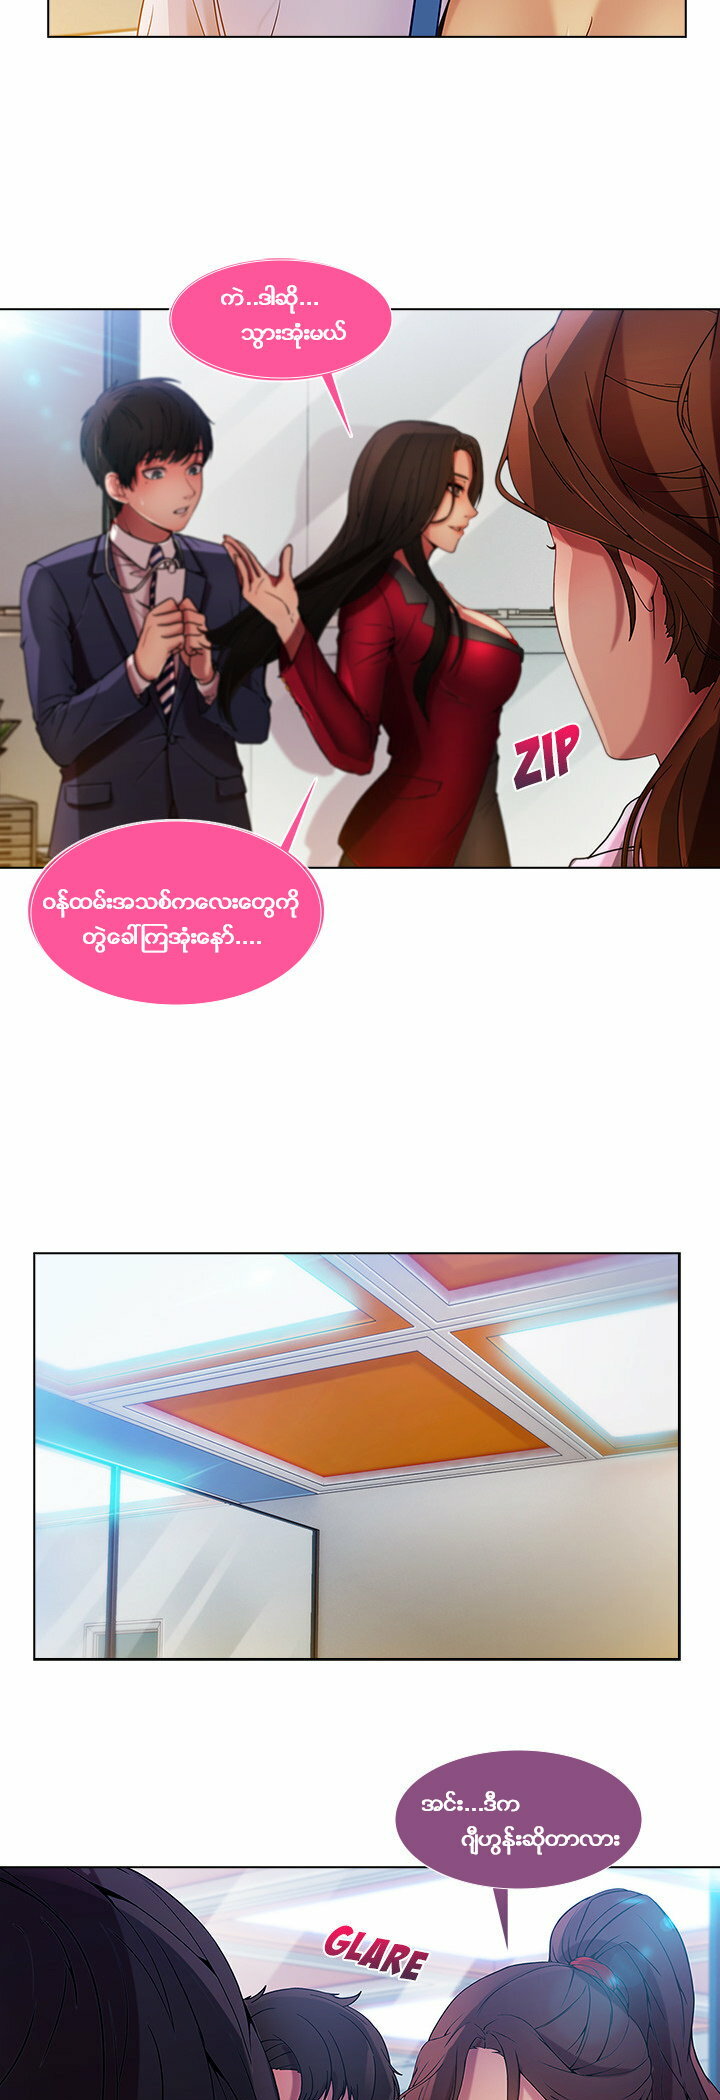 ကဲ..ဒါဆို...
သွားအုံးမယ်
ZIP
ဝန်ထမ်းအသစ်ကလေးတွေကို
တွဲခေါ်ကြအုံးနော်....
အင်း...ဒီက
ဂျီဟွန်းဆိုတာလား
GLARE